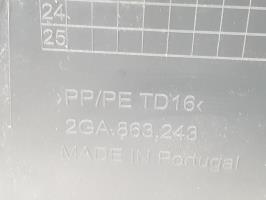 24
25
>PP/PE TD16<
2GA.863.243
MADE IN Portugal